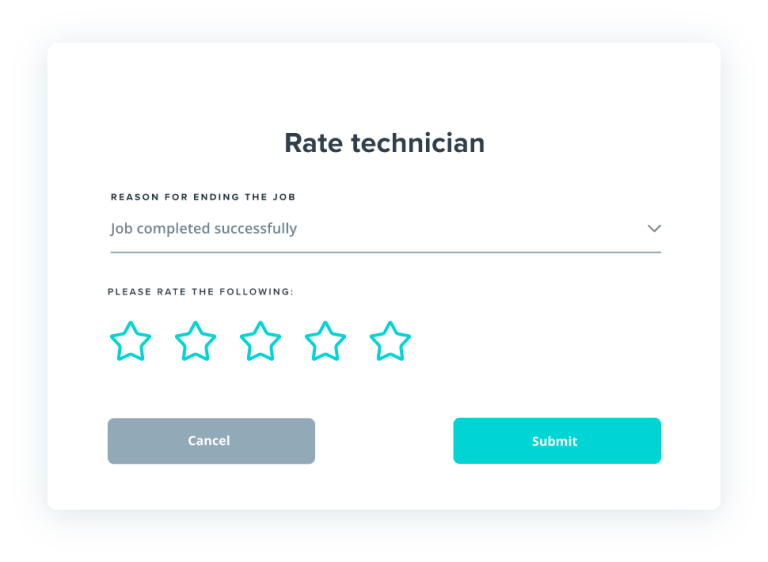 Rate technician
REASON FOR ENDING THE JOB
Job completed successfully
PLEASE RATE THE FOLLOWING:
Cancel
Submit